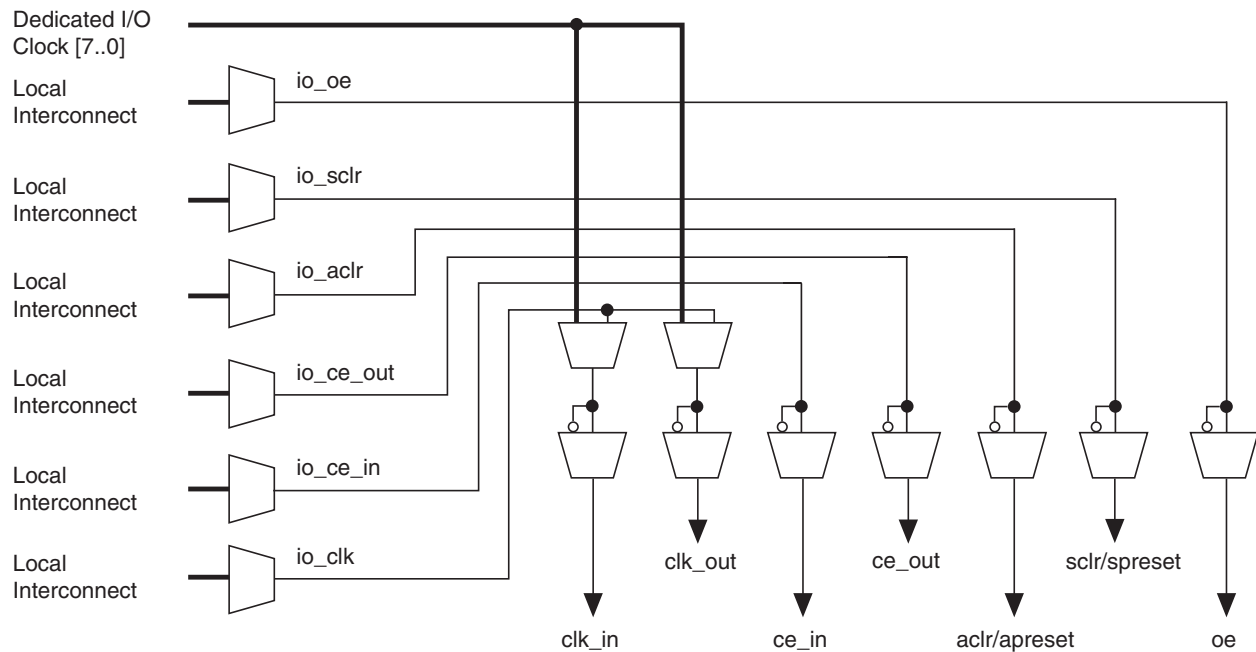 Dedicated I/O
Clock [7..0]
Local
Interconnect
io_oe
Local
Interconnect
io_sclr
Local
Interconnect
io_aclr
Local
Interconnect
io_ce_out
Local
Interconnect
io_ce_in
Local
Interconnect
io_clk
clk_out
ce_out
sclr/spreset
clk_in
ce_in
aclr/apreset
oe